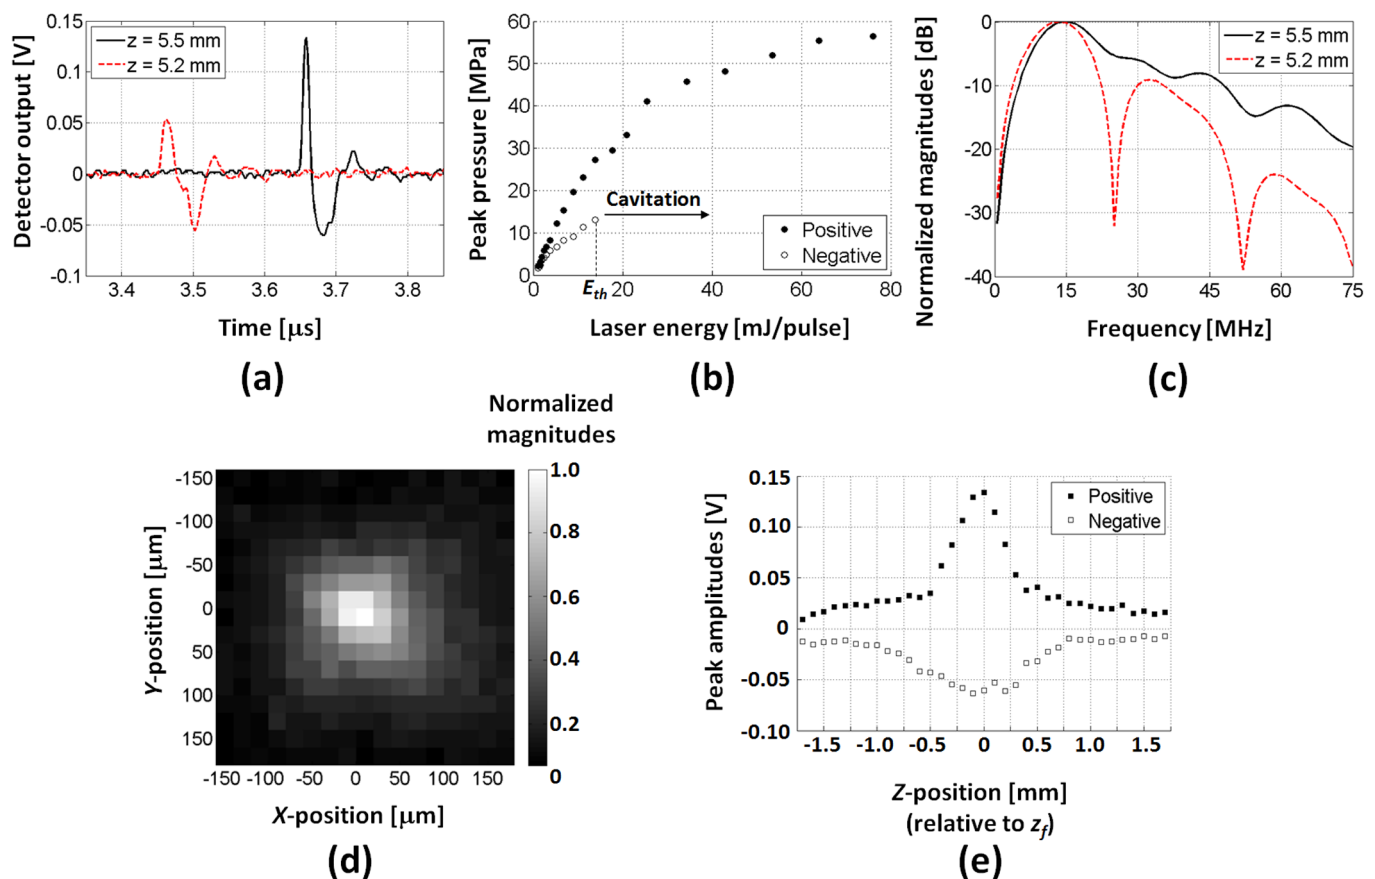 0.15
0.1
0.05
0
-0.05
-0.1
Detector output [V]
z = 5.5 mm
z = 5.2 mm
3.4
3.5
3.6
3.7
3.8
Time [μs]
(a)
60
50
40
30
20
10
0
Peak pressure [MPa]
Cavitation
Positive
Negative
0
E_th
20
40
60
80
Laser energy [mJ/pulse]
(b)
0
-10
-20
-30
-40
Normalized magnitudes [dB]
z = 5.5 mm
z = 5.2 mm
0
15
30
45
60
75
Frequency [MHz]
(c)
Normalized
magnitudes
1.0
0.8
0.6
0.4
0.2
0
-150
-100
-50
0
50
100
150
Y-position [μm]
-150
-100
-50
0
50
100
150
X-position [μm]
(d)
0.15
0.10
0.05
0
-0.05
-0.10
Peak amplitudes [V]
Positive
Negative
-1.5
-1.0
-0.5
0
0.5
1.0
1.5
Z-position [mm]
(relative to z_f)
(e)